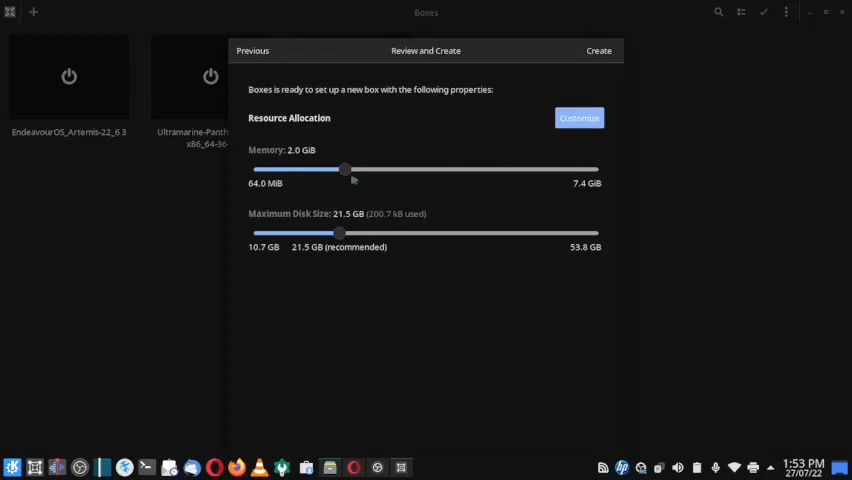 Boxes
Previous
Review and Create
Create
Boxes is ready to set up a new box with the following properties:
Resource Allocation
Customize
Memory: 2.0 GiB
64.0 MiB
7.4 GiB
Maximum Disk Size: 21.5 GB (200.7 kB used)
10.7 GB
21.5 GB (recommended)
53.8 GB
EndeavourOS_Artemis-22_6 3
Ultramarine-Panth
x86_64-36-
hp
1:53 PM
27/07/22